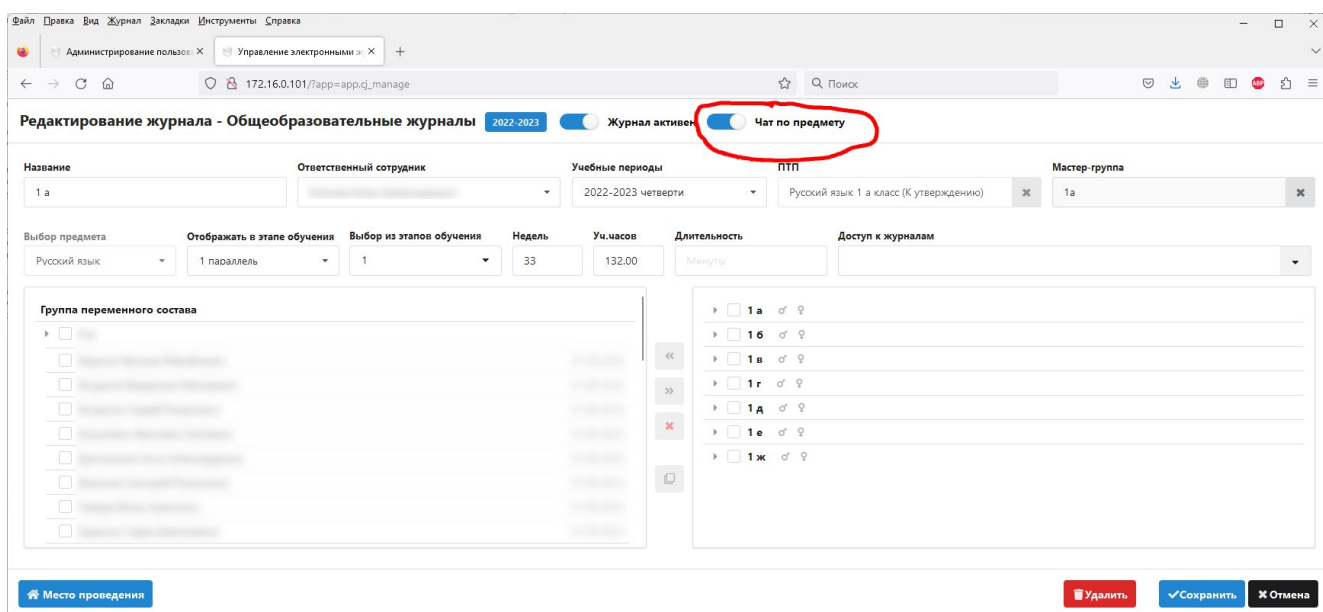 Файл Правка Вид Журнал Закладки Инструменты Справка
Администрирование пользов Управление электронными ж
172.16.0.101/?app=app.cj_manage Поиск
Редактирование журнала - Общеобразовательные журналы 2022-2023 Журнал активен Чат по предмету
Название Ответственный сотрудник Учебные периоды ПТП Мастер-группа
1 а 2022-2023 четверти Русский язык 1 а класс (К утверждению) 1а
Выбор предмета Отображать в этапе обучения Выбор из этапов обучения Недель Уч.часов Длительность Доступ к журналам
Русский язык 1 параллель 1 33 132.00 Минуты
Группа переменного состава
1 а
1 б
1 в
1 г
1 д
1 е
1 ж
Место проведения Удалить Сохранить Отмена